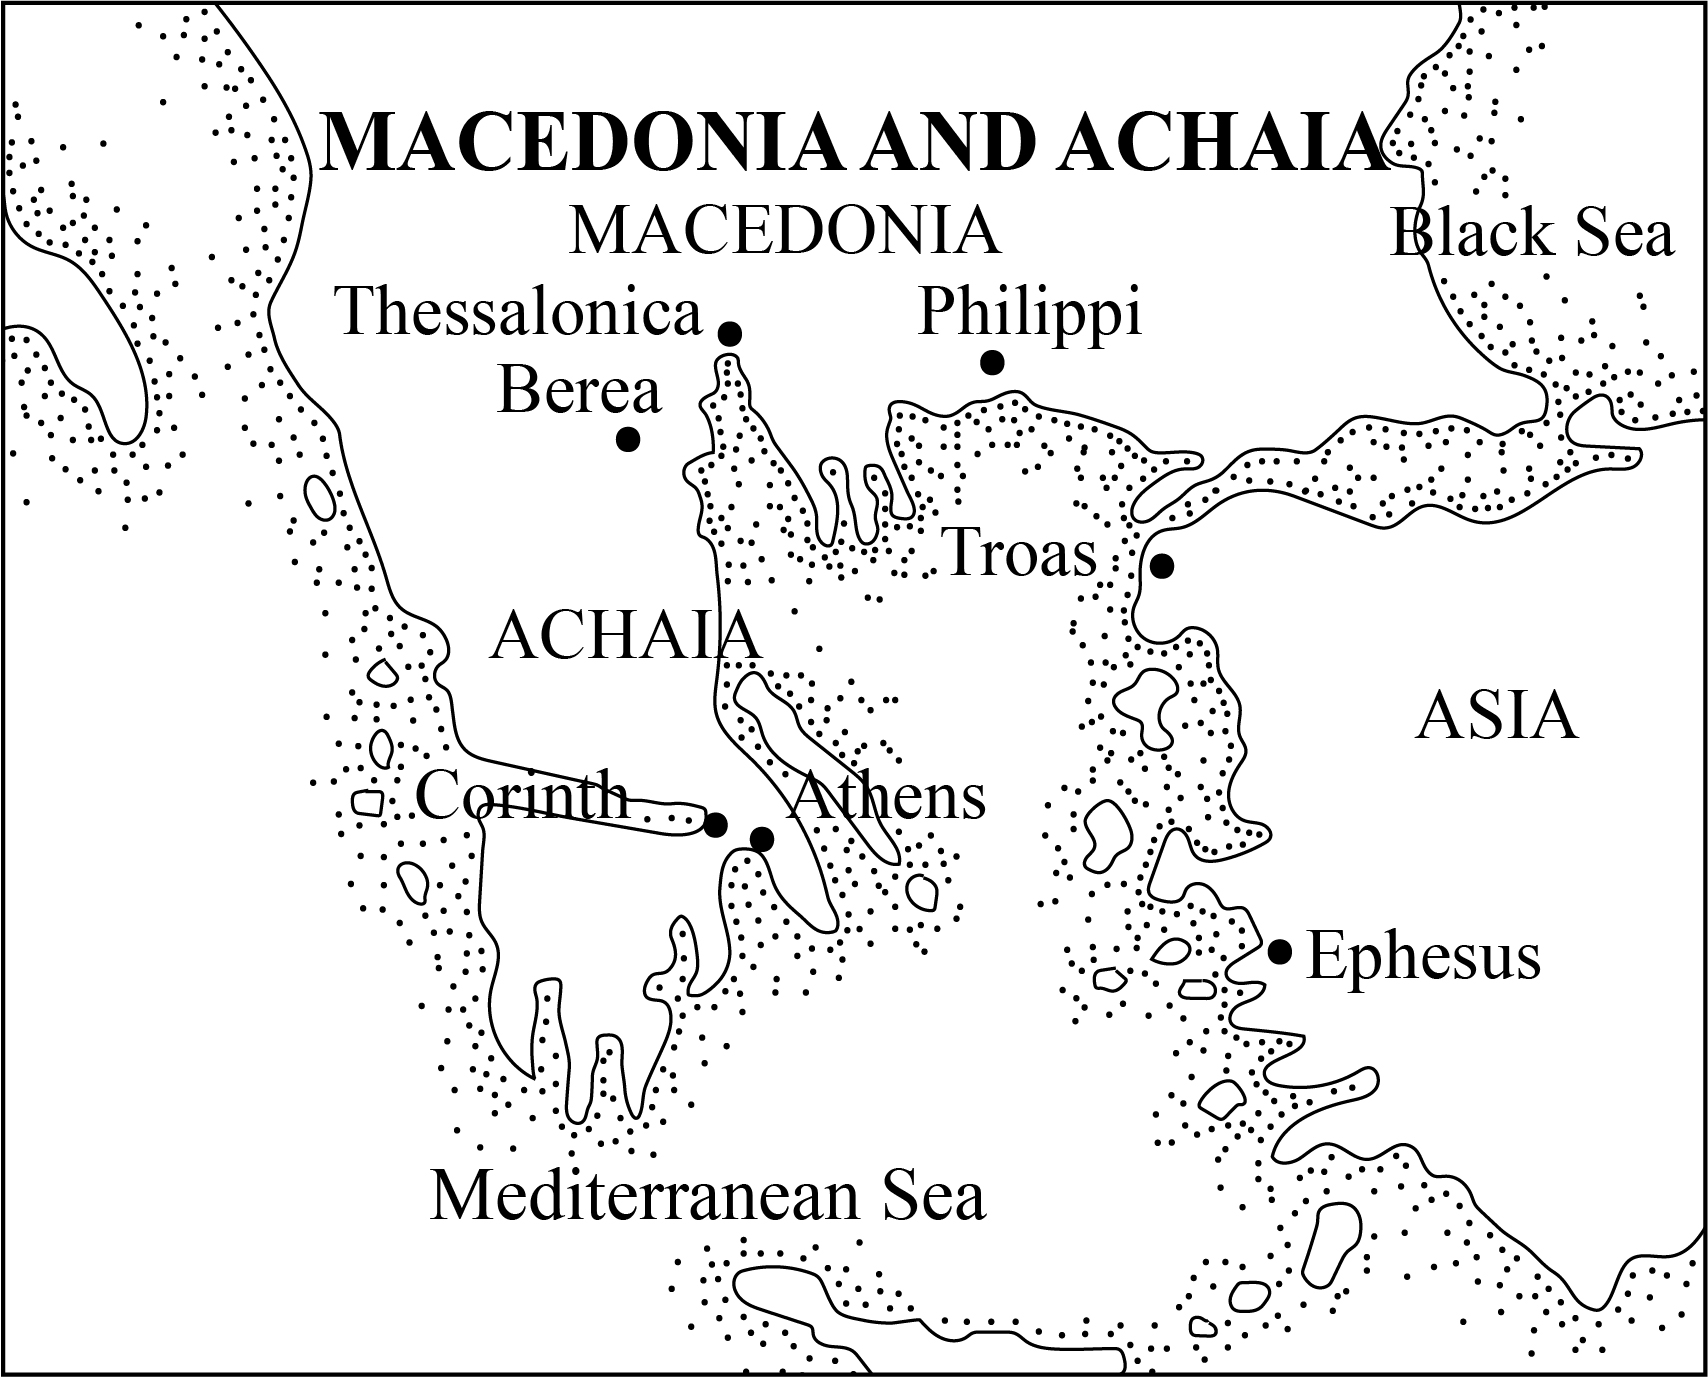 MACEDONIA AND ACHAIA
MACEDONIA
Black Sea
Thessalonica
Philippi
Berea
Troas
ACHAIA
ASIA
Corinth
Athens
Ephesus
Mediterranean Sea